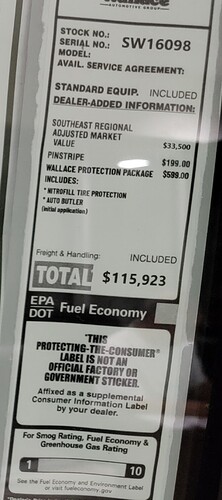 Wallace
AUTOMOTIVE GROUP
STOCK NO.:
SERIAL NO.: SW16098
MODEL:
AVAIL. SERVICE AGREEMENT:
STANDARD EQUIP. INCLUDED
DEALER-ADDED INFORMATION:
SOUTHEAST REGIONAL
ADJUSTED MARKET
VALUE $33,500
PINSTRIPE $199.00
WALLACE PROTECTION PACKAGE $599.00
INCLUDES:
* NITROFILL TIRE PROTECTION
* AUTO BUTLER
(initial application)
Freight & Handling: INCLUDED
TOTAL $115,923
EPA
DOT Fuel Economy
"THIS
PROTECTING-THE-CONSUMER®
LABEL IS NOT AN
OFFICIAL FACTORY OR
GOVERNMENT STICKER.
Affixed as a supplemental
Consumer Information Label
by your dealer.
For Smog Rating, Fuel Economy &
Greenhouse Gas Rating
1 10
See the Fuel Economy and Environment Label
or visit fueleconomy.gov